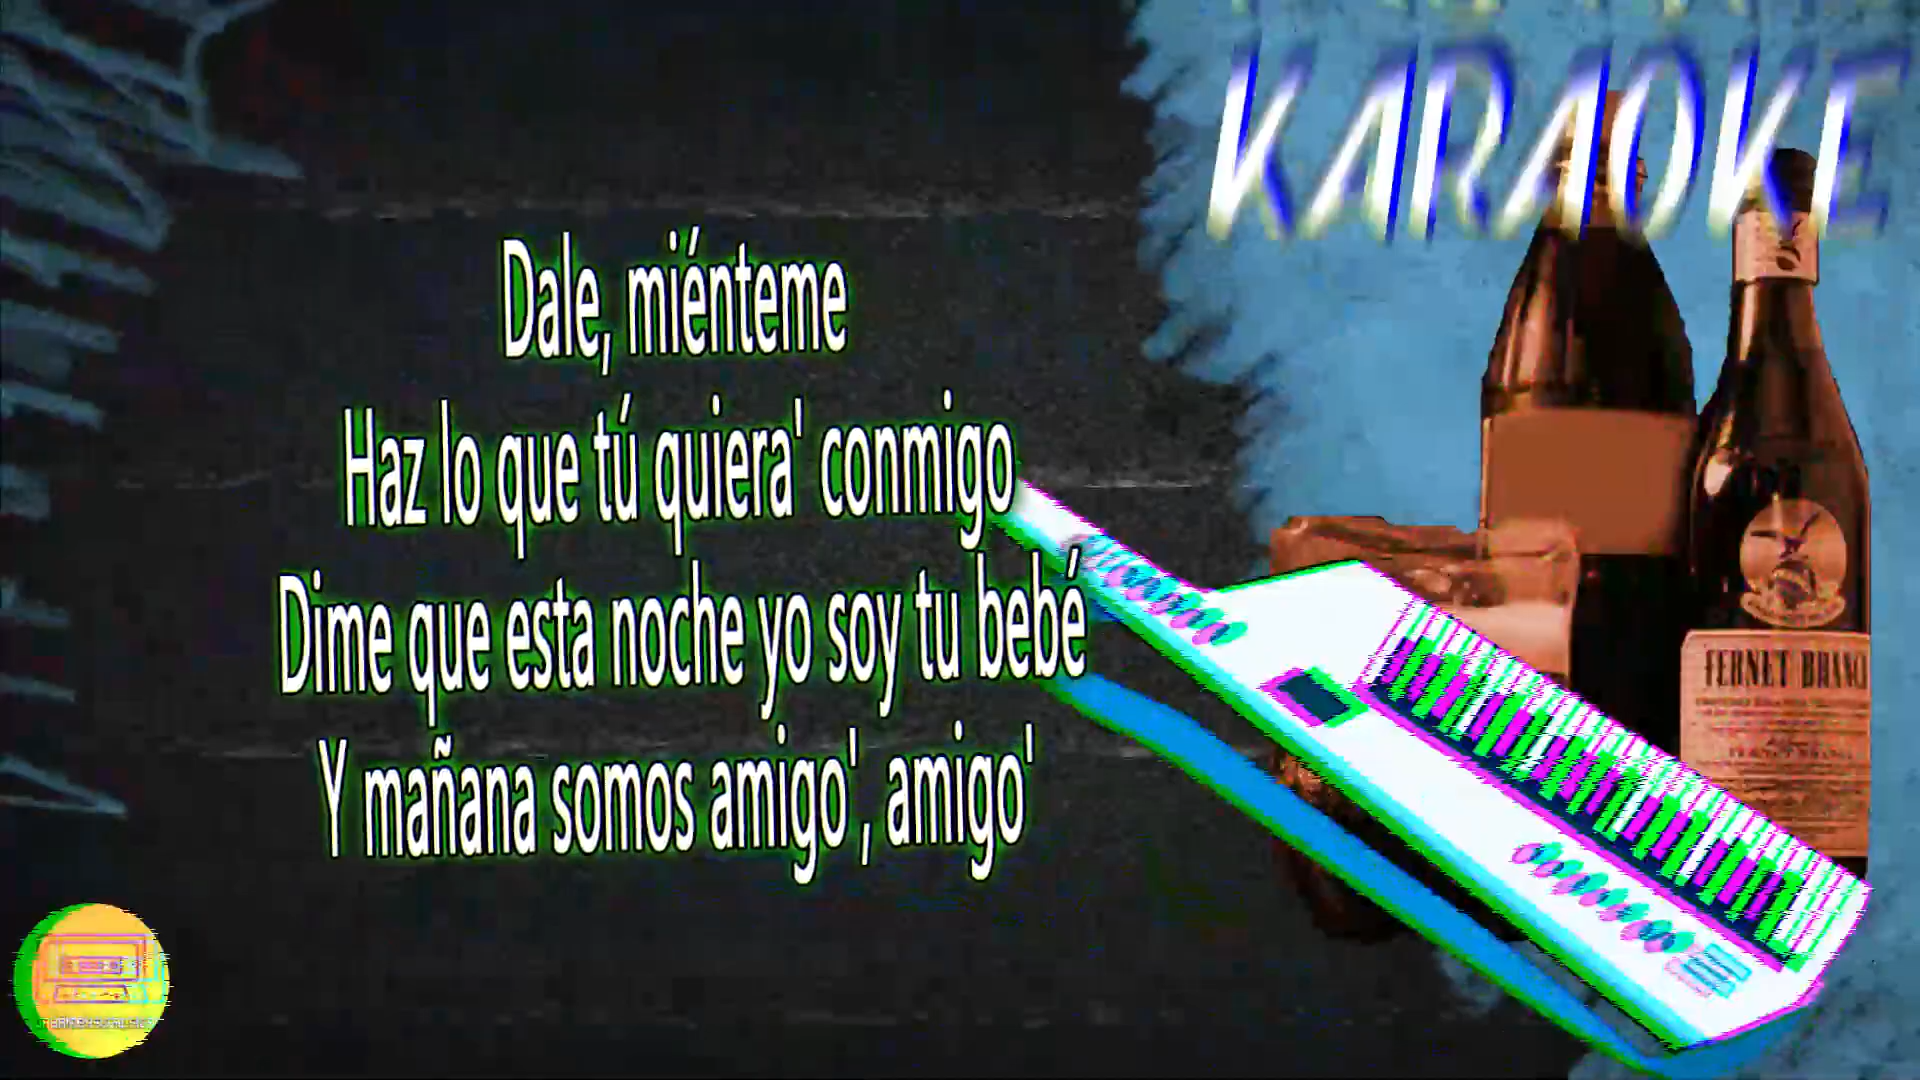 KARAOKE
Dale, miénteme
Haz lo que tú quiera' conmigo
Dime que esta noche yo soy tu bebé
Y mañana somos amigo', amigo'
FERNET BRANC